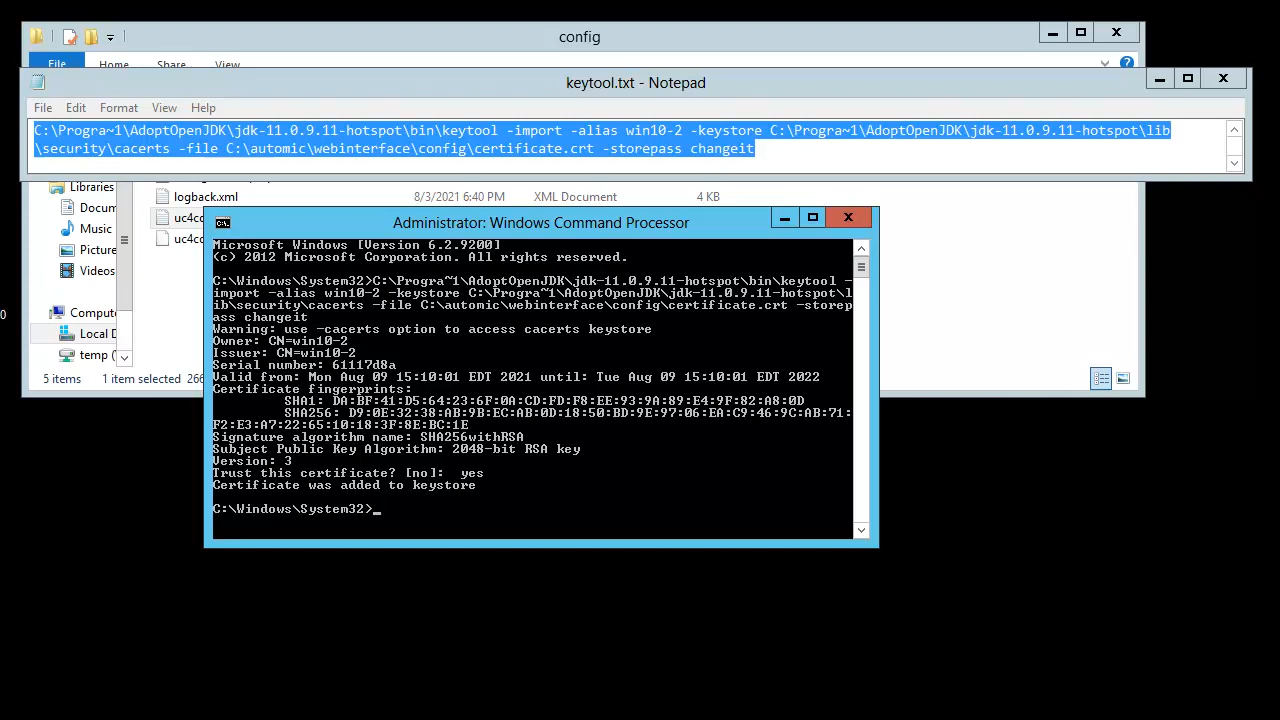 config
File
Home
Share
View
keytool.txt - Notepad
File Edit Format View Help
C:\Progra~1\AdoptOpenJDK\jdk-11.0.9.11-hotspot\bin\keytool -import -alias win10-2 -keystore C:\Progra~1\AdoptOpenJDK\jdk-11.0.9.11-hotspot\lib
\security\cacerts -file C:\automic\webinterface\config\certificate.crt -storepass changeit
Libraries
Docum
Music
Picture
Videos
Compute
Local D
temp (
logback.xml 8/3/2021 6:40 PM XML Document 4 KB
uc4cc
uc4cc
Administrator: Windows Command Processor
Microsoft Windows [Version 6.2.9200]
(c) 2012 Microsoft Corporation. All rights reserved.
C:\Windows\System32>C:\Progra~1\AdoptOpenJDK\jdk-11.0.9.11-hotspot\bin\keytool -
import -alias win10-2 -keystore C:\Progra~1\AdoptOpenJDK\jdk-11.0.9.11-hotspot\l
ib\security\cacerts -file C:\automic\webinterface\config\certificate.crt -storep
ass changeit
Warning: use -cacerts option to access cacerts keystore
Owner: CN=win10-2
Issuer: CN=win10-2
Serial number: 61117d8a
Valid from: Mon Aug 09 15:10:01 EDT 2021 until: Tue Aug 09 15:10:01 EDT 2022
Certificate fingerprints:
SHA1: DA:BF:41:D5:64:23:6F:0A:CD:FD:F8:EE:93:9A:89:E4:9F:82:A8:0D
SHA256: D9:0E:32:38:AB:9B:EC:AB:0D:18:50:BD:9E:97:06:EA:C9:46:9C:AB:71:
F2:E3:A7:22:65:10:18:3F:8E:BC:1E
Signature algorithm name: SHA256withRSA
Subject Public Key Algorithm: 2048-bit RSA key
Version: 3
Trust this certificate? [no]: yes
Certificate was added to keystore
C:\Windows\System32>_
5 items 1 item selected 266
0